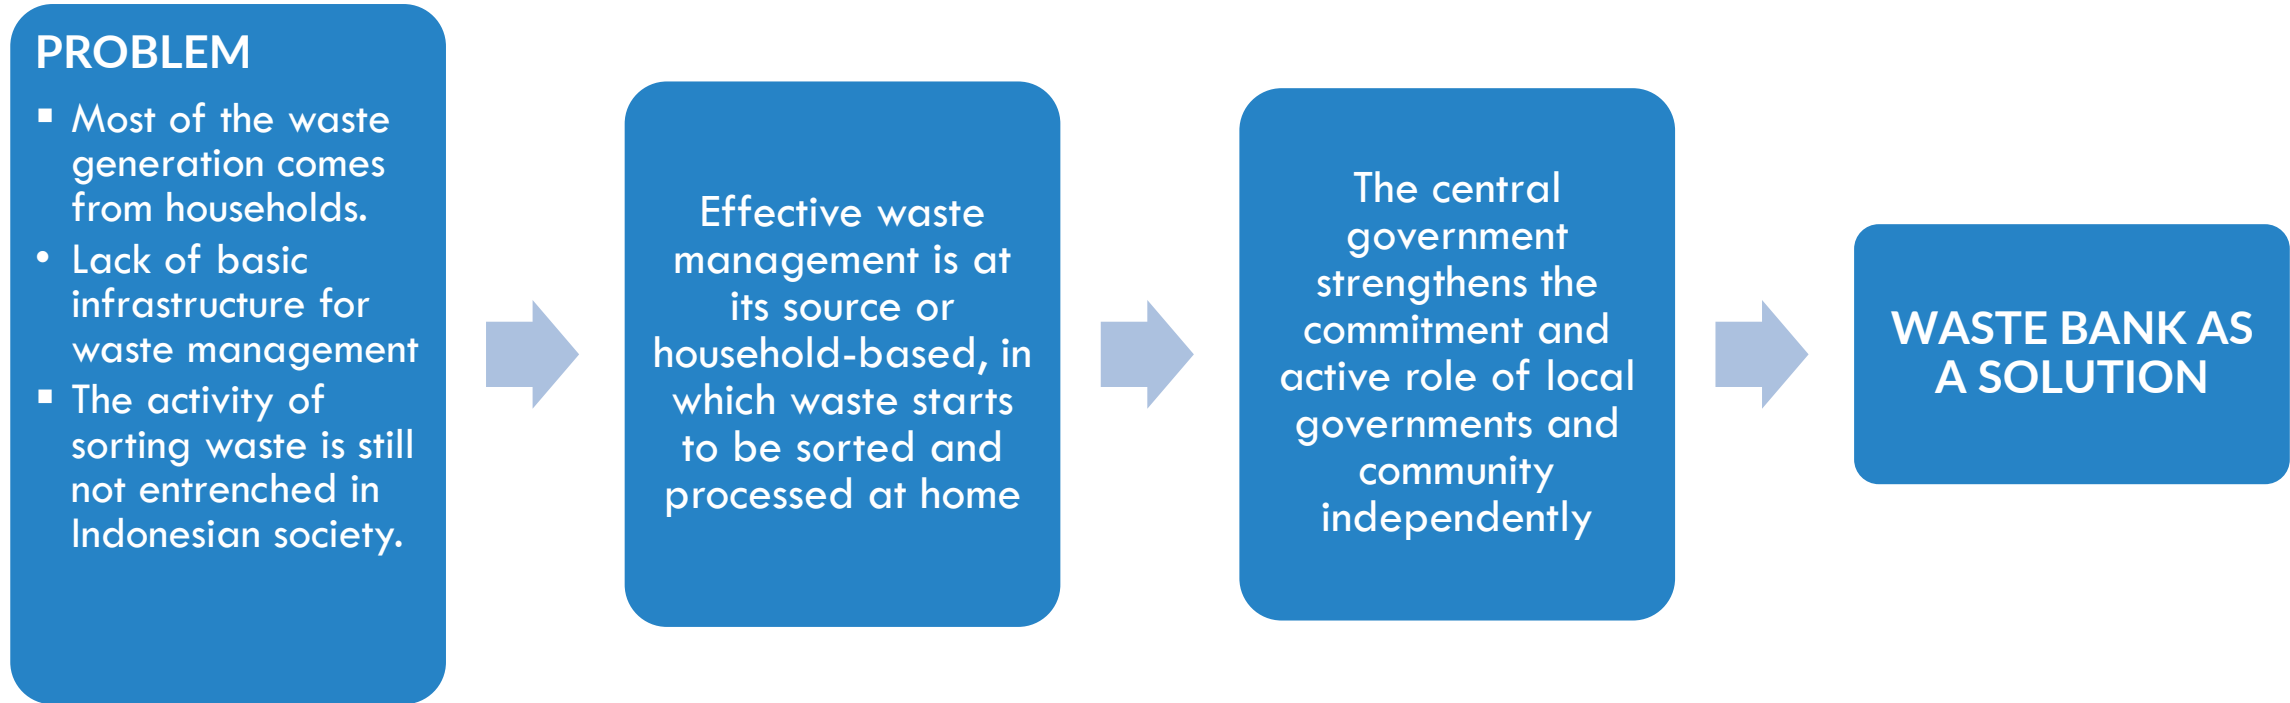 PROBLEM
▪ Most of the waste
generation comes
from households.
• Lack of basic
infrastructure for
waste management
▪ The activity of
sorting waste is still
not entrenched in
Indonesian society.
Effective waste
management is at
its source or
household-based, in
which waste starts
to be sorted and
processed at home
The central
government
strengthens the
commitment and
active role of local
governments and
community
independently
WASTE BANK AS
A SOLUTION